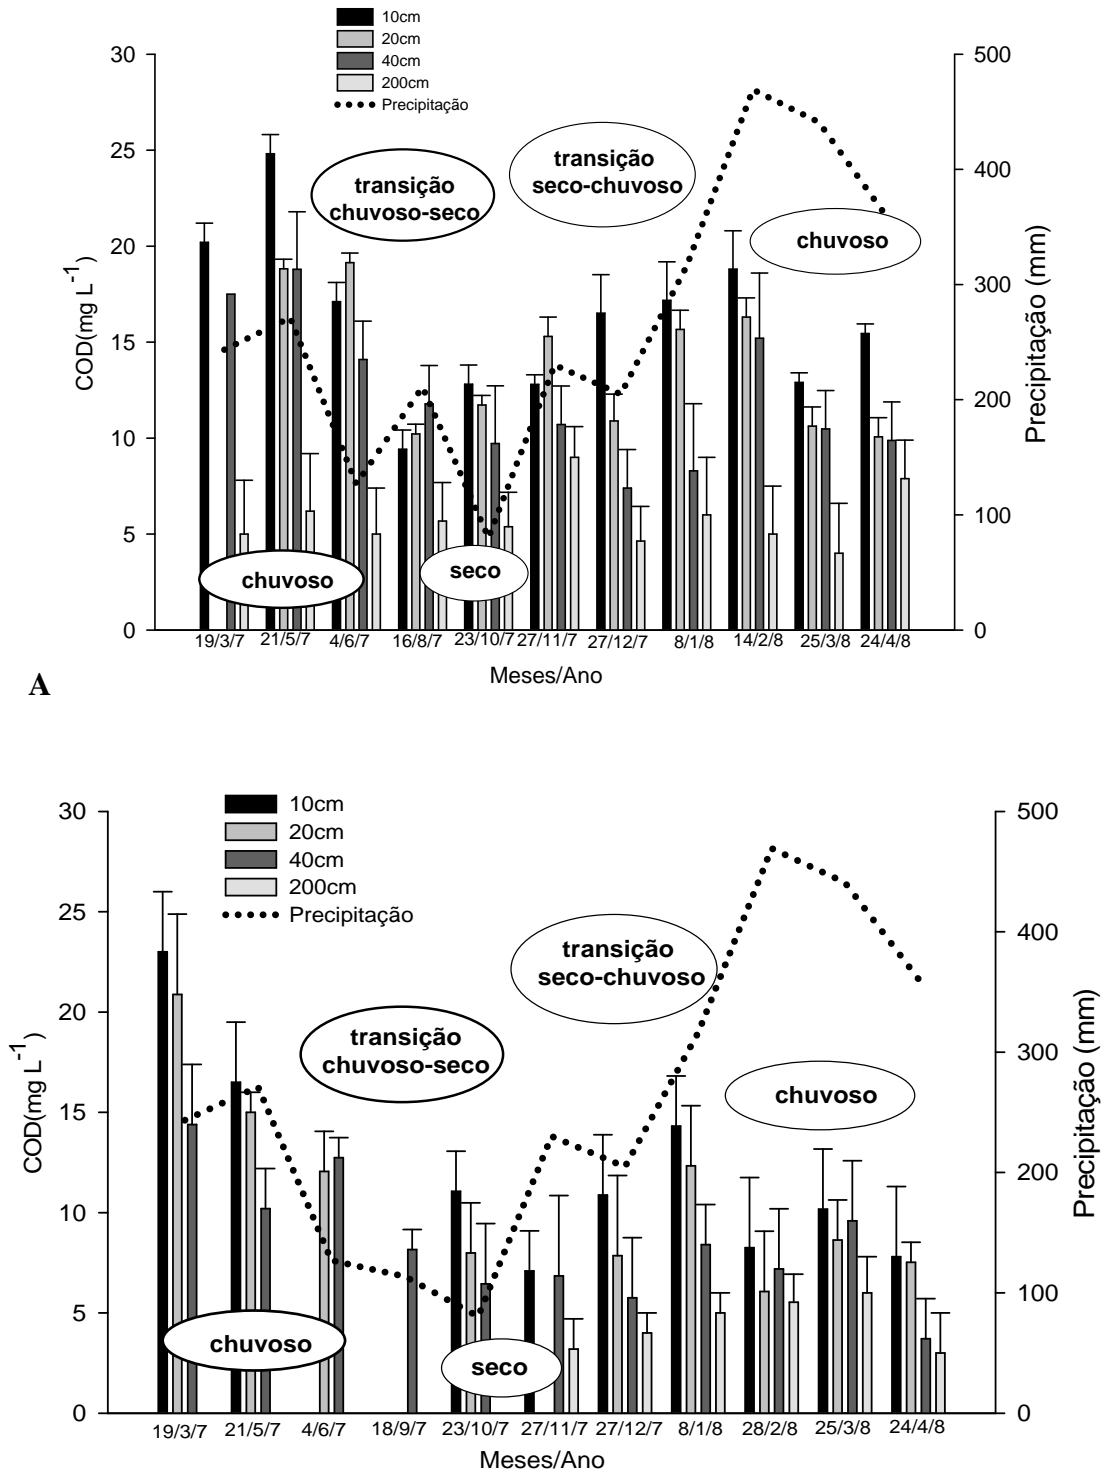 10cm
20cm
40cm
200cm
Precipitação
30
25
20
15
10
5
0
COD(mg L⁻¹)
500
400
300
200
100
0
Precipitação (mm)
transição
chuvoso-seco
transição
seco-chuvoso
chuvoso
chuvoso
seco
19/3/7
21/5/7
4/6/7
16/8/7
23/10/7
27/11/7
27/12/7
8/1/8
14/2/8
25/3/8
24/4/8
Meses/Ano
A
10cm
20cm
40cm
200cm
Precipitação
30
25
20
15
10
5
0
COD(mg L⁻¹)
500
400
300
200
100
0
Precipitação (mm)
transição
seco-chuvoso
transição
chuvoso-seco
chuvoso
chuvoso
seco
19/3/7
21/5/7
4/6/7
18/9/7
23/10/7
27/11/7
27/12/7
8/1/8
28/2/8
25/3/8
24/4/8
Meses/Ano